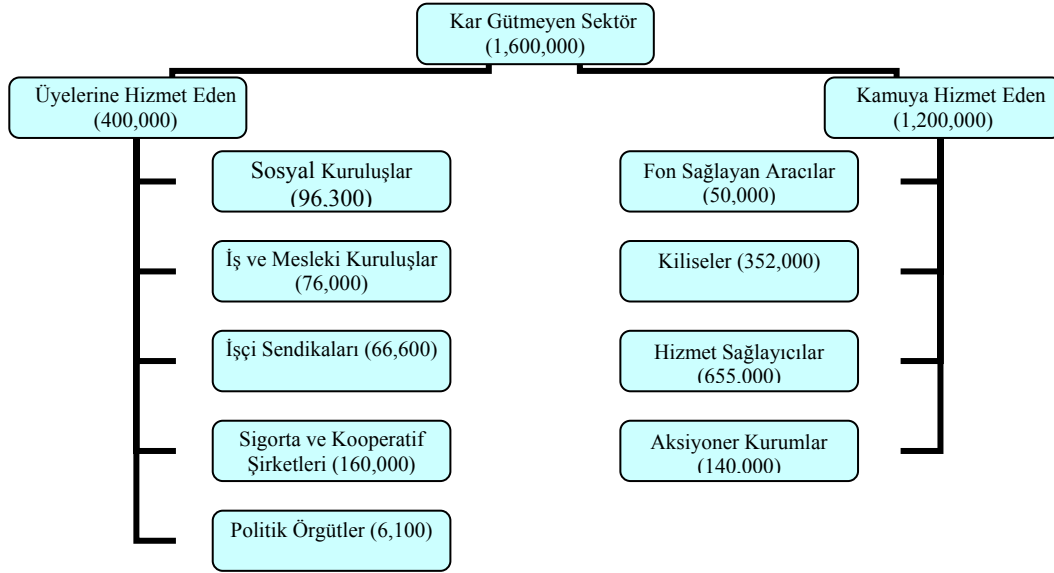 Kar Gütmeyen Sektör
(1,600,000)
Üyelerine Hizmet Eden
(400,000)
Kamuya Hizmet Eden
(1,200,000)
Sosyal Kuruluşlar
(96,300)
İş ve Mesleki Kuruluşlar
(76,000)
İşçi Sendikaları (66,600)
Sigorta ve Kooperatif
Şirketleri (160,000)
Politik Örgütler (6,100)
Fon Sağlayan Aracılar
(50,000)
Kiliseler (352,000)
Hizmet Sağlayıcılar
(655,000)
Aksiyoner Kurumlar
(140,000)